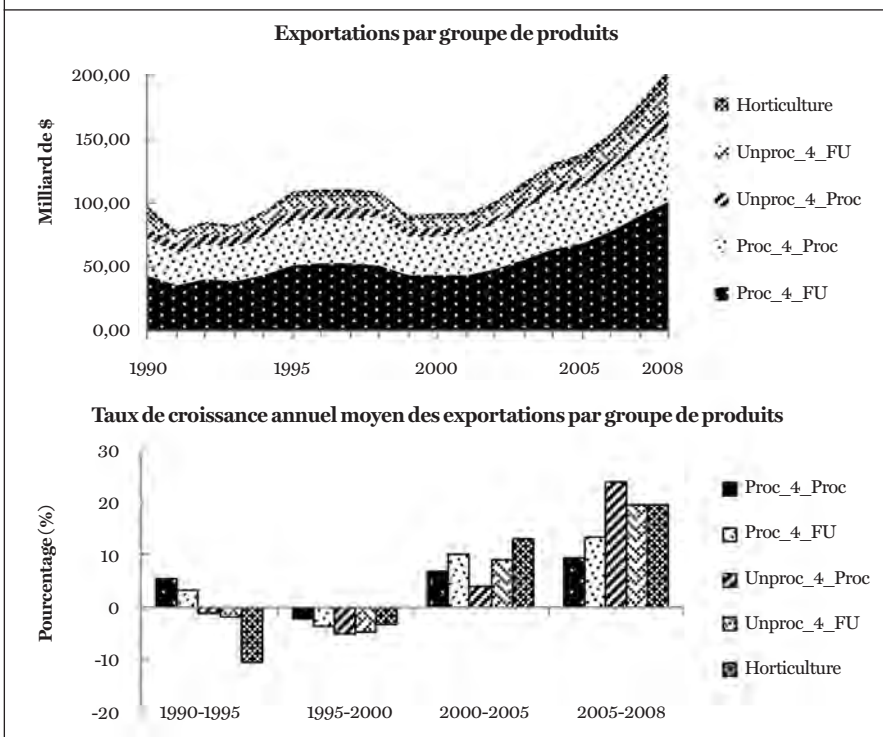 Exportations par groupe de produits
Milliard de $
200,00
150,00
100,00
50,00
0,00
1990
1995
2000
2005
2008
Horticulture
Unproc_4_FU
Unproc_4_Proc
Proc_4_Proc
Proc_4_FU
Taux de croissance annuel moyen des exportations par groupe de produits
Pourcentage (%)
30
20
10
0
-10
-20
1990-1995
1995-2000
2000-2005
2005-2008
Proc_4_Proc
Proc_4_FU
Unproc_4_Proc
Unproc_4_FU
Horticulture